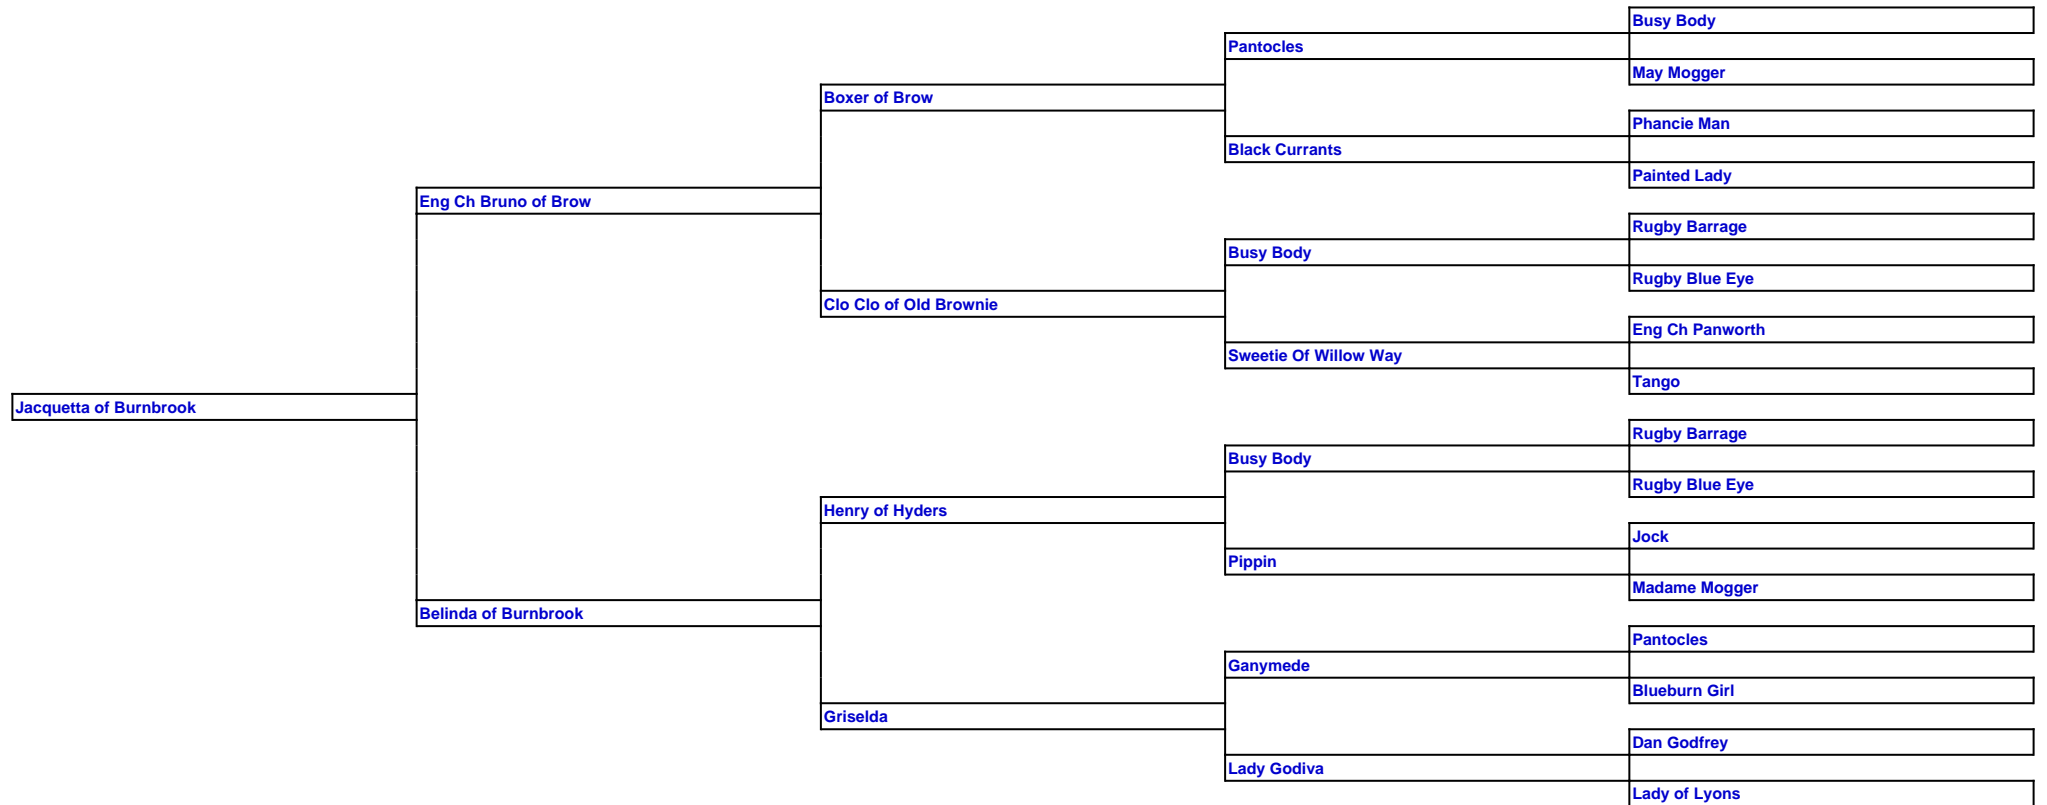 Busy Body
Pantocles
May Mogger
Boxer of Brow
Phancie Man
Black Currants
Painted Lady
Eng Ch Bruno of Brow
Rugby Barrage
Busy Body
Rugby Blue Eye
Clo Clo of Old Brownie
Eng Ch Panworth
Sweetie Of Willow Way
Tango
Jacquetta of Burnbrook
Rugby Barrage
Busy Body
Rugby Blue Eye
Henry of Hyders
Jock
Pippin
Madame Mogger
Belinda of Burnbrook
Pantocles
Ganymede
Blueburn Girl
Griselda
Dan Godfrey
Lady Godiva
Lady of Lyons